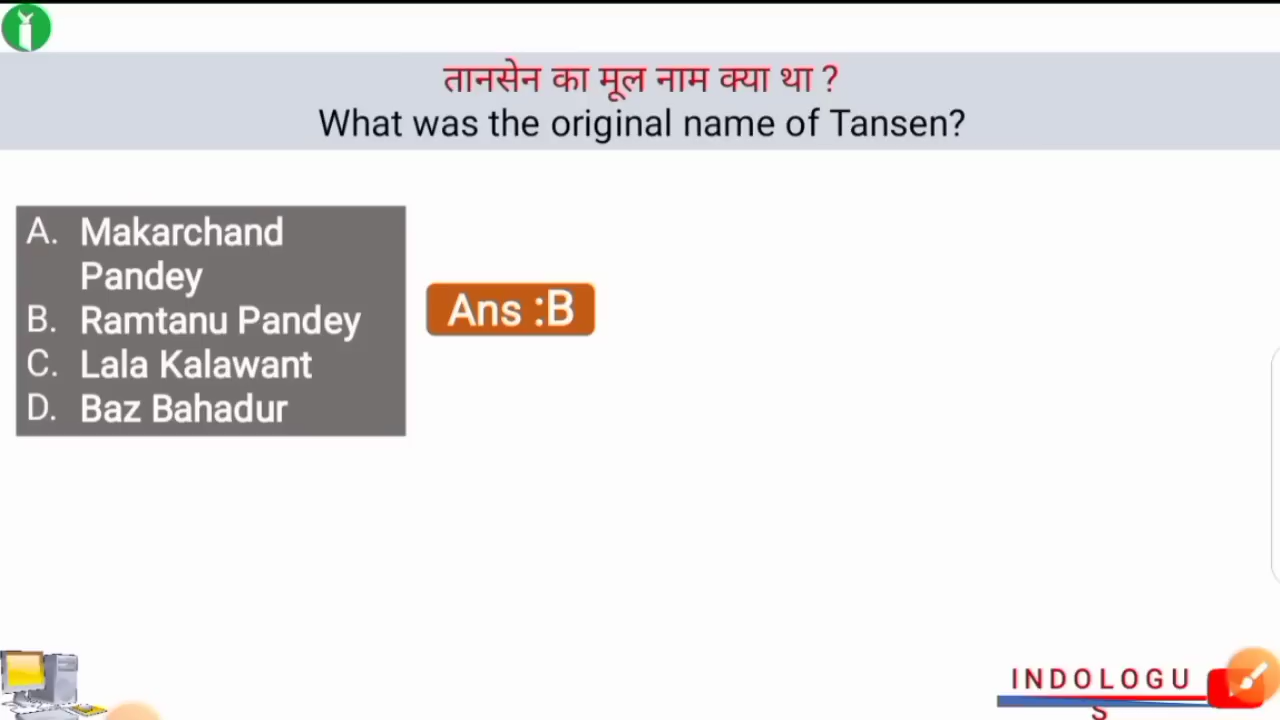 तानसेन का मूल नाम क्या था ?
What was the original name of Tansen?
A. Makarchand
Pandey
B. Ramtanu Pandey
C. Lala Kalawant
D. Baz Bahadur
Ans :B
INDOLOGU
S